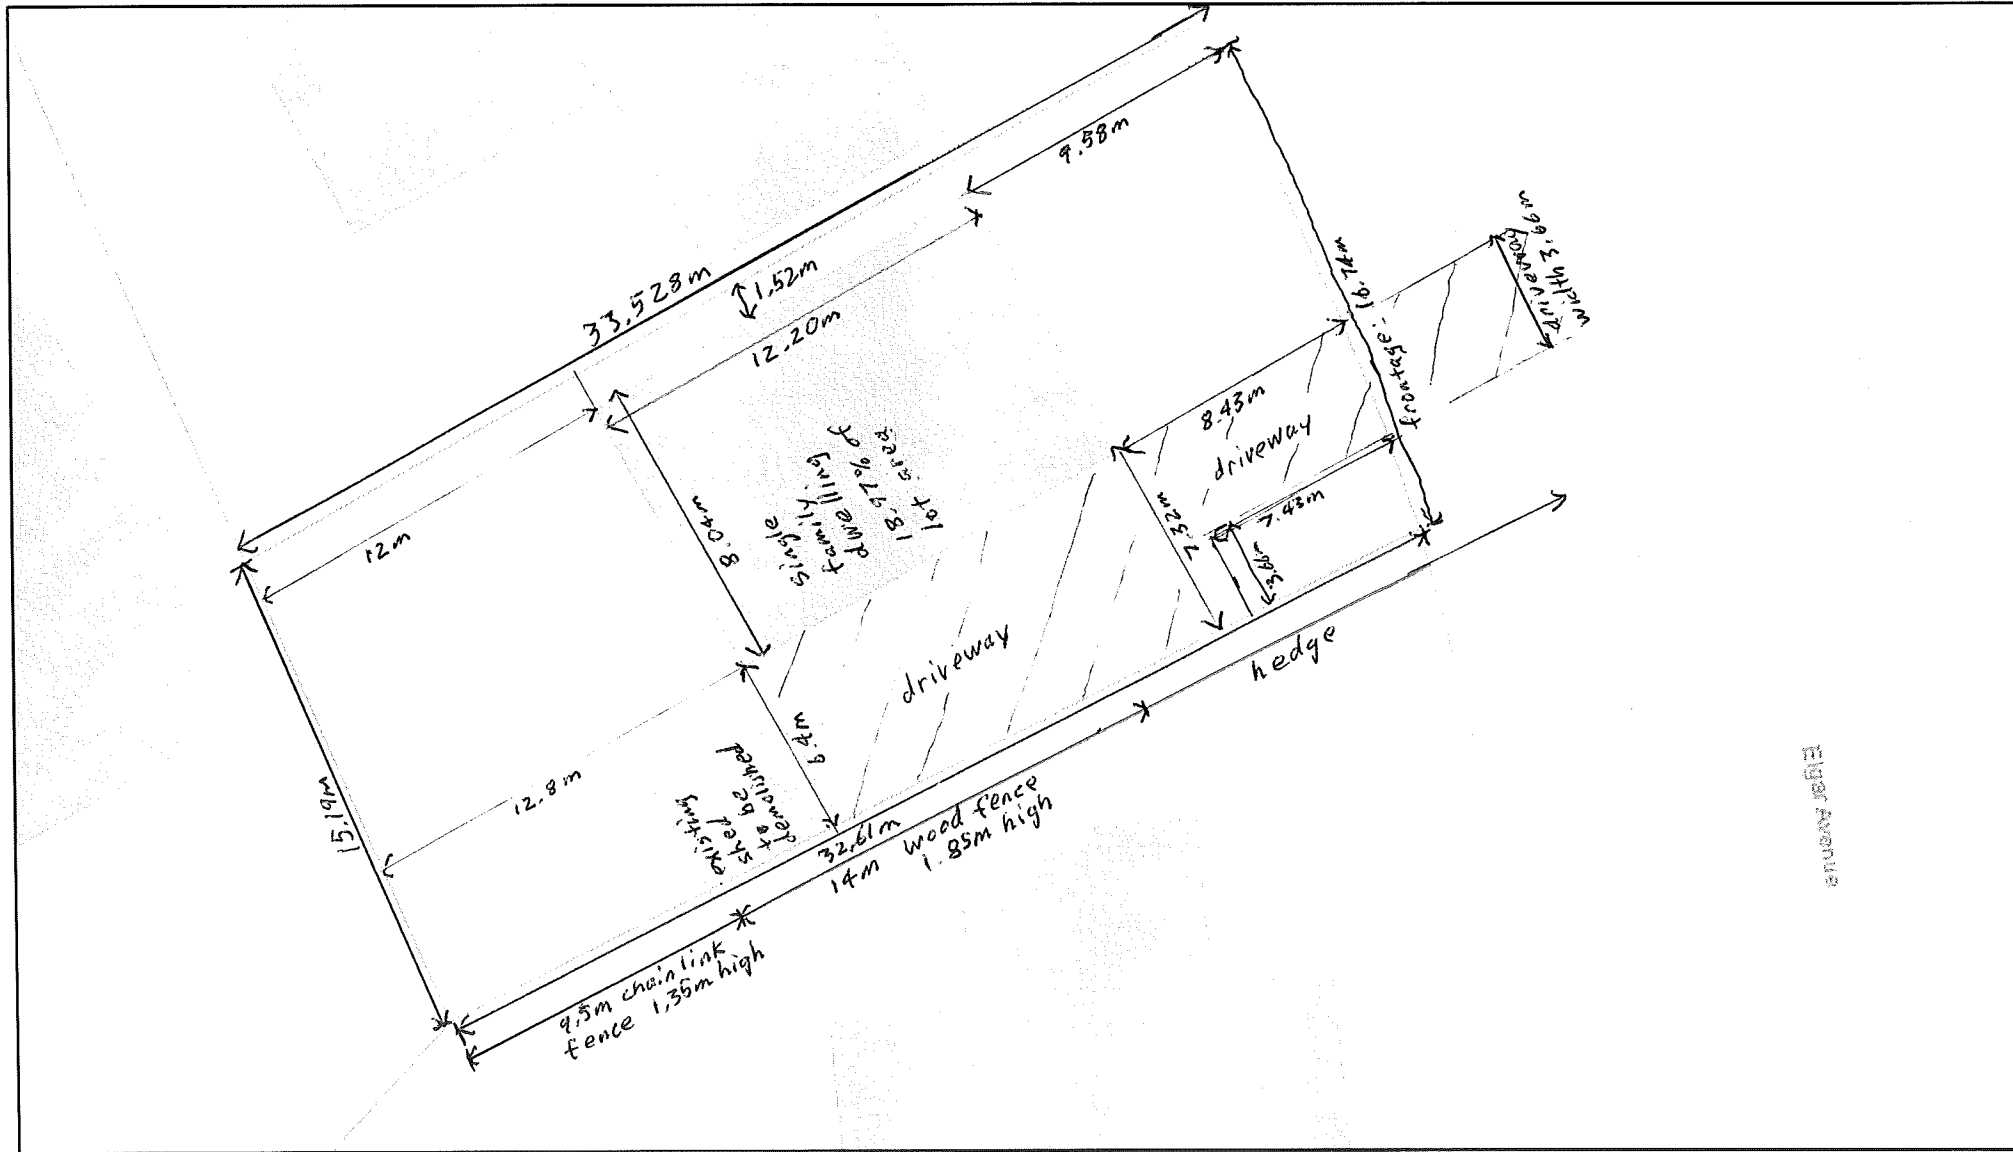 33.528m
9.58m
1.52m
12.20m
12m
8.04m
single
family
dwelling
18.97% of
lot area
frontage: 16.74m
driveway
width 3.66m
8.43m
driveway
7.43m
7.32m
3.66m
hedge
driveway
6.4m
12.8m
15.19m
existing
shed
to be
demolished
32.61m
14m wood fence
1.85m high
9.5m chain link
fence 1.35m high
Elgar Avenue